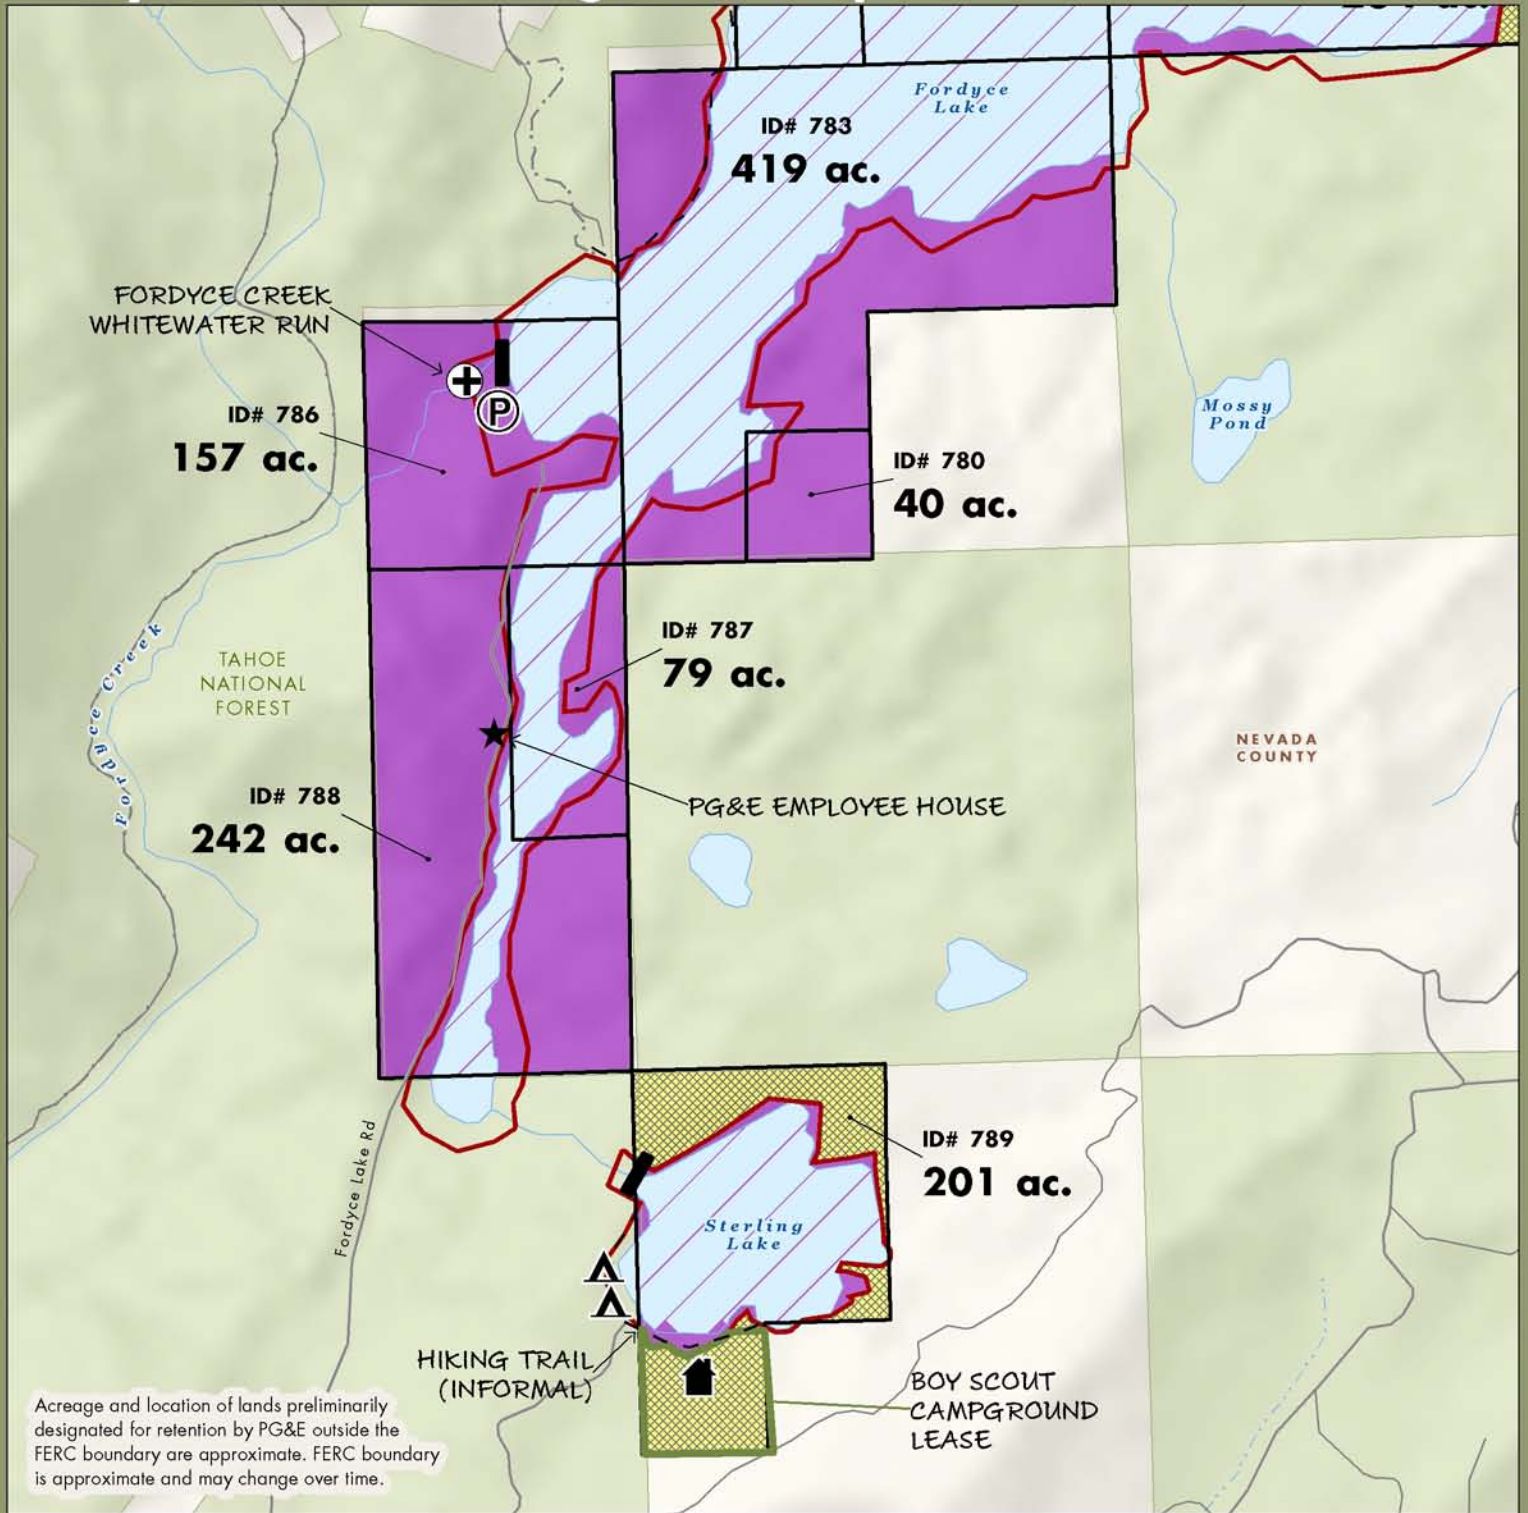 Fordyce
Lake
ID# 783
419 ac.
FORDYCE CREEK
WHITEWATER RUN
P
ID# 786
157 ac.
Mossy
Pond
ID# 780
40 ac.
Fordyce Creek
TAHOE
NATIONAL
FOREST
ID# 787
79 ac.
NEVADA
COUNTY
ID# 788
242 ac.
PG&E EMPLOYEE HOUSE
Fordyce Lake Rd
ID# 789
201 ac.
Sterling
Lake
HIKING TRAIL
(INFORMAL)
BOY SCOUT
CAMPGROUND
LEASE
Acreage and location of lands preliminarily
designated for retention by PG&E outside the
FERC boundary are approximate. FERC boundary
is approximate and may change over time.